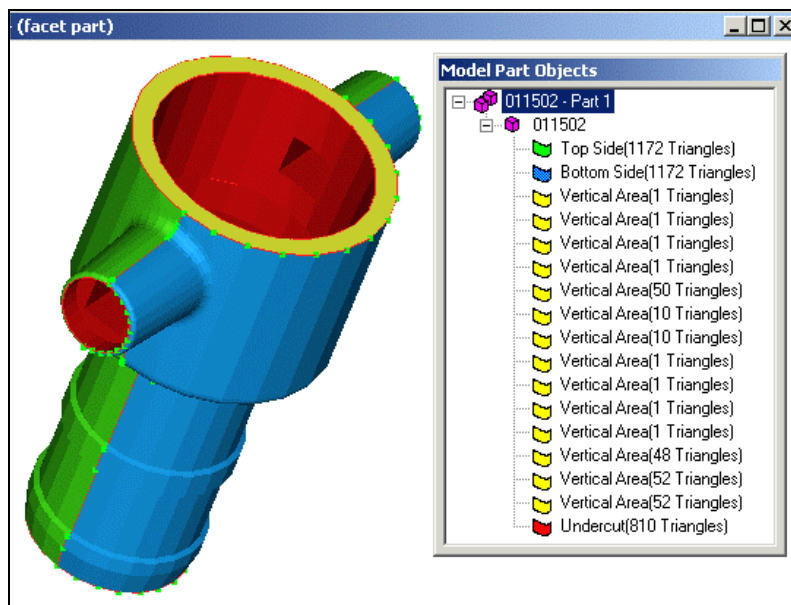 (facet part)
Model Part Objects
011502 - Part 1
011502
Top Side(1172 Triangles)
Bottom Side(1172 Triangles)
Vertical Area(1 Triangles)
Vertical Area(1 Triangles)
Vertical Area(1 Triangles)
Vertical Area(1 Triangles)
Vertical Area(50 Triangles)
Vertical Area(10 Triangles)
Vertical Area(10 Triangles)
Vertical Area(1 Triangles)
Vertical Area(1 Triangles)
Vertical Area(1 Triangles)
Vertical Area(1 Triangles)
Vertical Area(48 Triangles)
Vertical Area(52 Triangles)
Vertical Area(52 Triangles)
Undercut(810 Triangles)